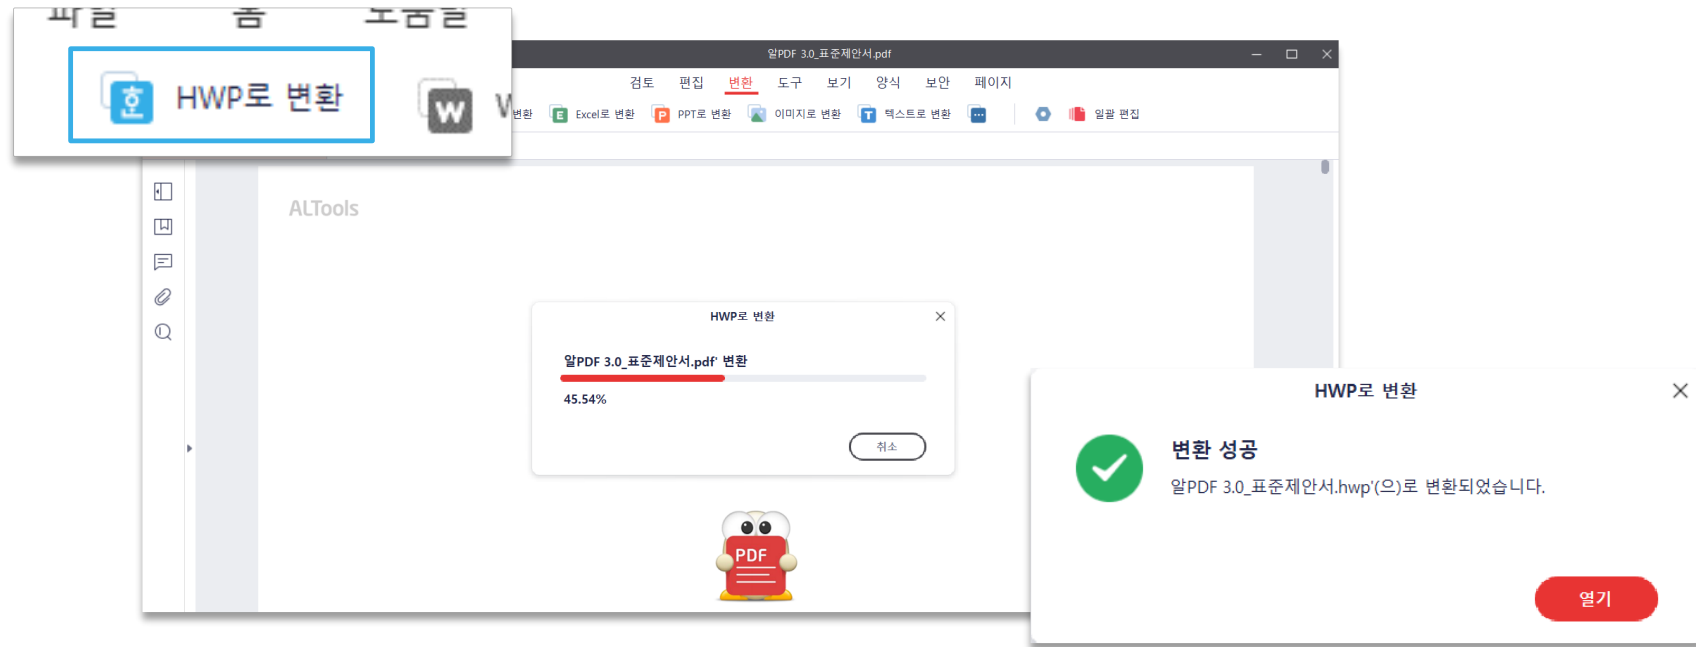 파일 홈 도움말
HWP로 변환
W
알PDF 3.0_표준제안서.pdf
검토 편집 변환 도구 보기 양식 보안 페이지
변환 Excel로 변환 PPT로 변환 이미지로 변환 텍스트로 변환 일괄 편집
ALTools
HWP로 변환
알PDF 3.0_표준제안서.pdf' 변환
45.54%
취소
PDF
HWP로 변환
변환 성공
알PDF 3.0_표준제안서.hwp'(으)로 변환되었습니다.
열기